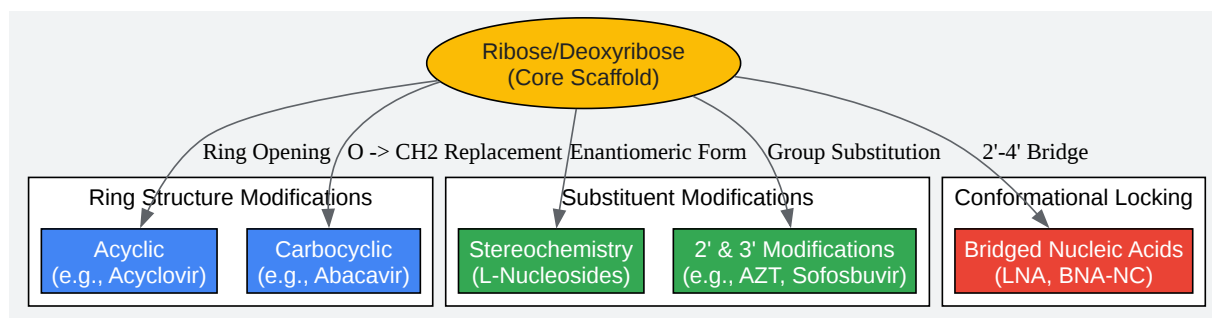 Ribose/Deoxyribose
(Core Scaffold)
Ring Opening
O -> CH2 Replacement
Enantiomeric Form
Group Substitution
2'-4' Bridge
Ring Structure Modifications
Substituent Modifications
Conformational Locking
Acyclic
(e.g., Acyclovir)
Carbocyclic
(e.g., Abacavir)
Stereochemistry
(L-Nucleosides)
2' & 3' Modifications
(e.g., AZT, Sofosbuvir)
Bridged Nucleic Acids
(LNA, BNA-NC)